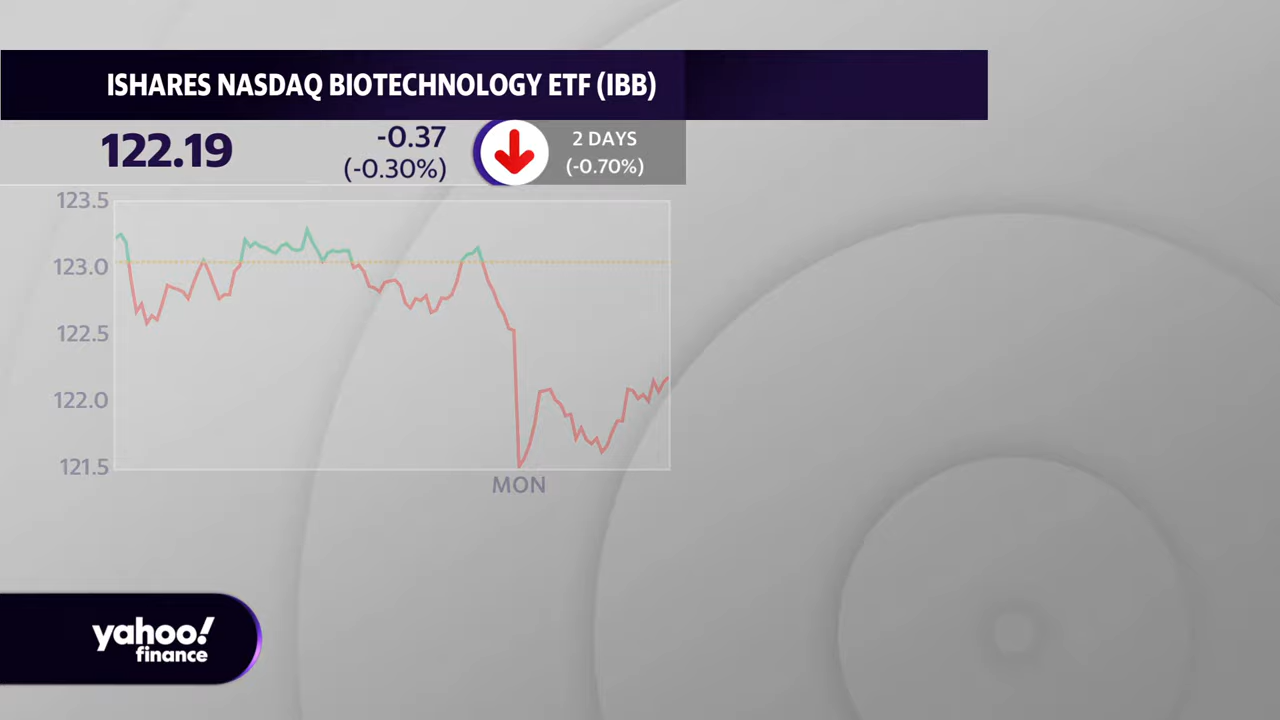 ISHARES NASDAQ BIOTECHNOLOGY ETF (IBB)
122.19
-0.37
(-0.30%)
2 DAYS
(-0.70%)
123.5
123.0
122.5
122.0
121.5
MON
yahoo!
finance